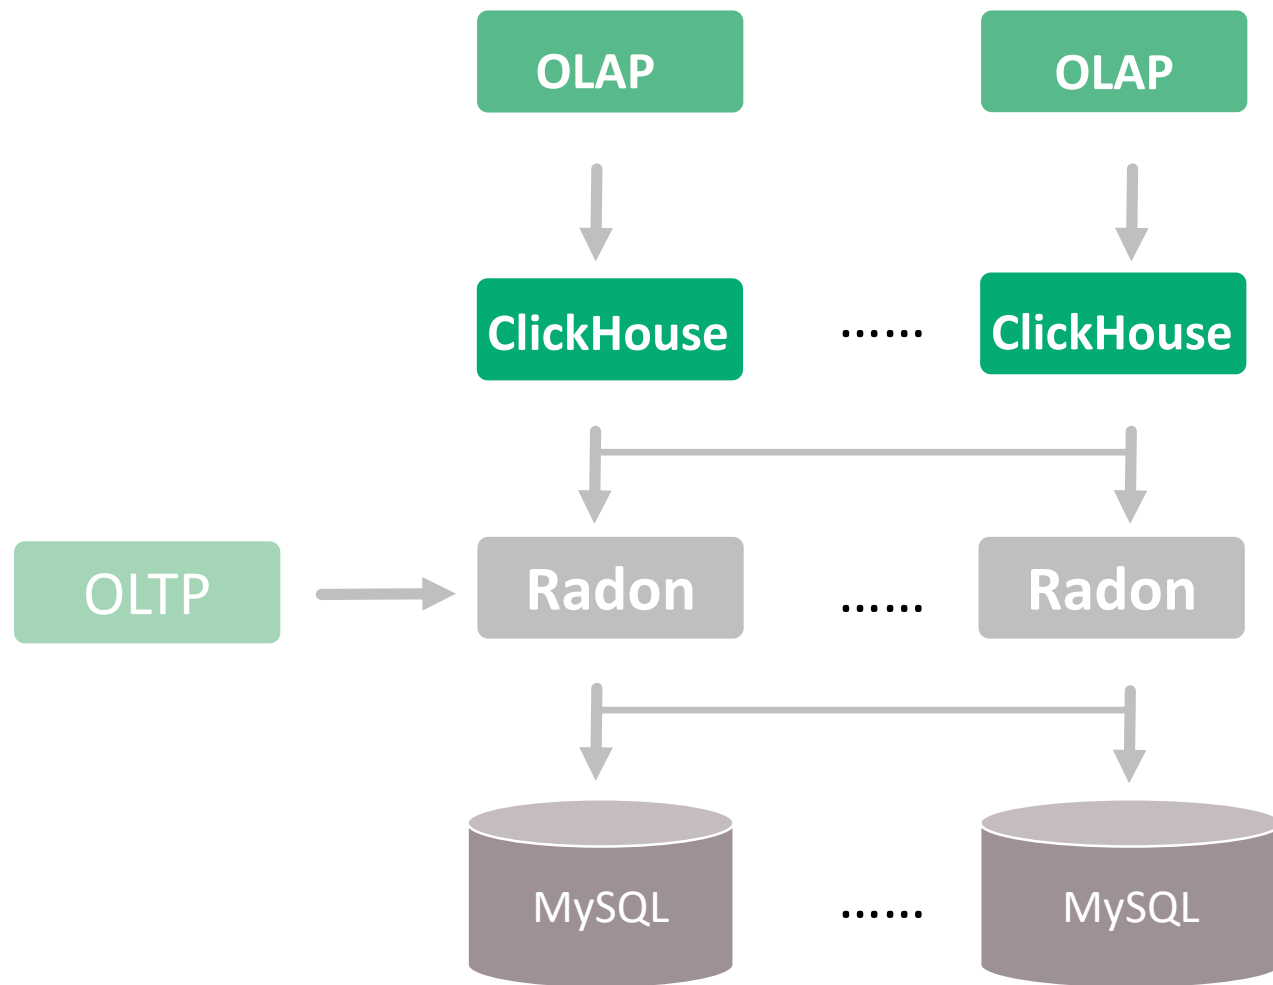 OLAP
OLAP
ClickHouse
......
ClickHouse
OLTP
Radon
......
Radon
MySQL
......
MySQL